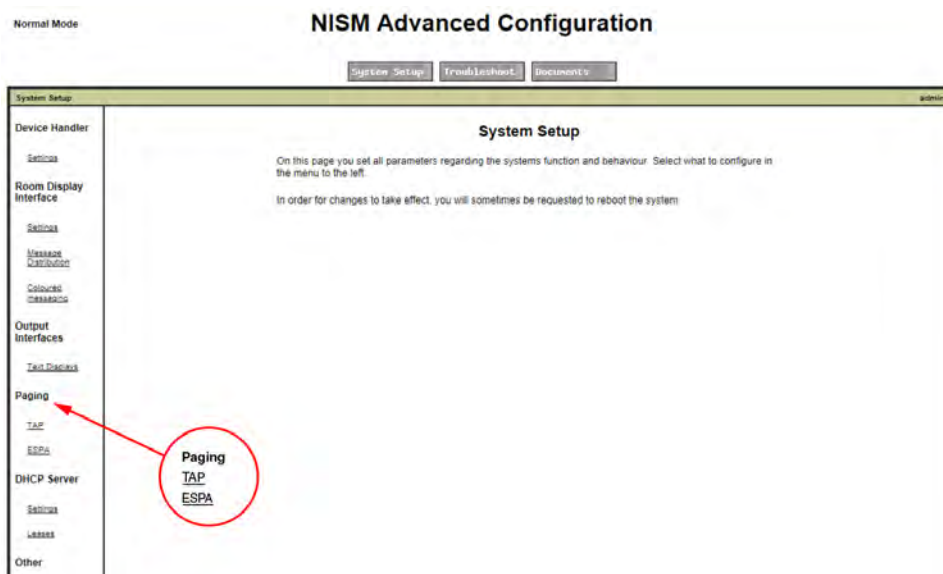 Normal Mode
NISM Advanced Configuration
System Setup
Troubleshoot
Documents
System Setup
admin
Device Handler
Settings
Room Display
Interface
Settings
Message
Distribution
Coloured
messaging
Output
Interfaces
Text Displays
Paging
TAP
ESPA
DHCP Server
Settings
Leases
Other
System Setup
On this page you set all parameters regarding the systems function and behaviour. Select what to configure in
the menu to the left.
In order for changes to take effect, you will sometimes be requested to reboot the system
Paging
TAP
ESPA